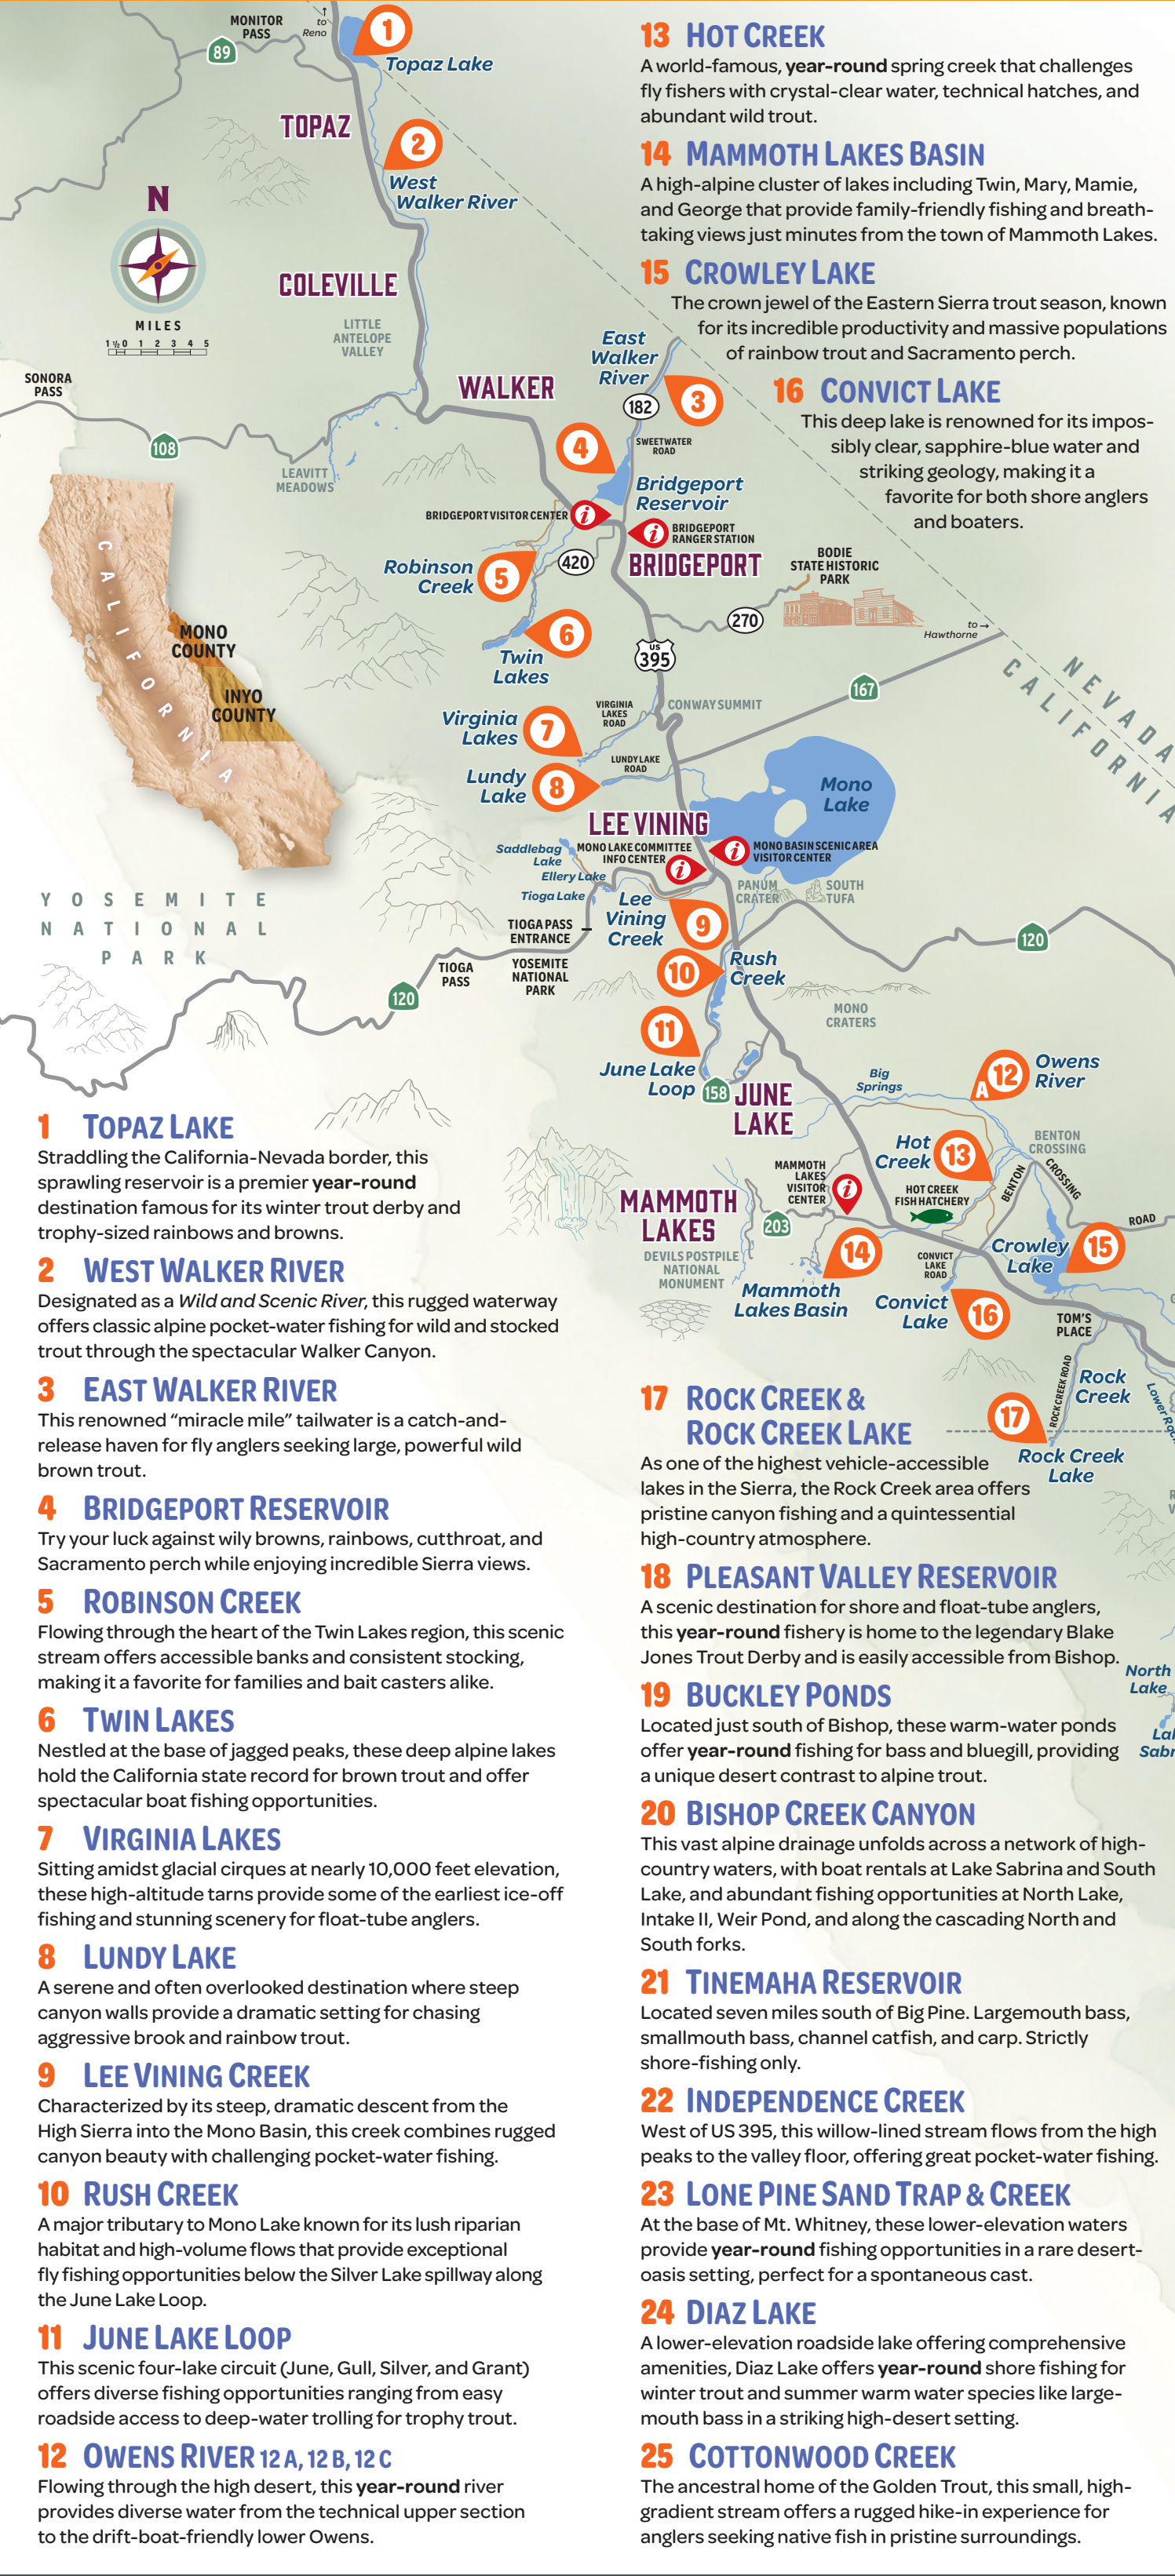 MONITOR
PASS
↑
to
Reno
89
1
Topaz Lake
TOPAZ
2
West
Walker River
N
MILES
1 ½ 0 1 2 3 4 5
COLEVILLE
LITTLE
ANTELOPE
VALLEY
SONORA
PASS
108
WALKER
East
Walker
River
182
3
SWEETWATER
ROAD
4
LEAVITT
MEADOWS
Bridgeport
Reservoir
BRIDGEPORT VISITOR CENTER
i
i
BRIDGEPORT
RANGER STATION
BRIDGEPORT
Robinson
Creek
5
420
BODIE
STATE HISTORIC
PARK
270
to →
Hawthorne
6
Twin
Lakes
US
395
CALIFORNIA
MONO
COUNTY
INYO
COUNTY
NEVADA
CALIFORNIA
167
Virginia
Lakes
7
VIRGINIA
LAKES
ROAD
CONWAY SUMMIT
Lundy
Lake
8
LUNDY LAKE
ROAD
Mono
Lake
LEE VINING
Saddlebag
Lake
MONO LAKE COMMITTEE
INFO CENTER
i
i
MONO BASIN SCENIC AREA
VISITOR CENTER
Ellery Lake
Tioga Lake
PANUM
CRATER
SOUTH
TUFA
YOSEMITE
NATIONAL
PARK
Lee
Vining
Creek
9
TIOGA PASS
ENTRANCE
YOSEMITE
NATIONAL
PARK
TIOGA
PASS
120
120
10
Rush
Creek
11
June Lake
Loop
158
JUNE
LAKE
MONO
CRATERS
Big
Springs
A
12
Owens
River
Hot
Creek
13
BENTON
CROSSING
BENTON
CROSSING
ROAD
MAMMOTH
LAKES
VISITOR
CENTER
i
HOT CREEK
FISH HATCHERY
MAMMOTH
LAKES
203
DEVILS POSTPILE
NATIONAL
MONUMENT
14
Mammoth
Lakes Basin
CONVICT
LAKE
ROAD
Crowley
Lake
15
Convict
Lake
16
TOM'S
PLACE
ROCK CREEK ROAD
Rock
Creek
17
Rock Creek
Lake
North
Lake
13 HOT CREEK
A world-famous, year-round spring creek that challenges
fly fishers with crystal-clear water, technical hatches, and
abundant wild trout.
14 MAMMOTH LAKES BASIN
A high-alpine cluster of lakes including Twin, Mary, Mamie,
and George that provide family-friendly fishing and breath-
taking views just minutes from the town of Mammoth Lakes.
15 CROWLEY LAKE
The crown jewel of the Eastern Sierra trout season, known
for its incredible productivity and massive populations
of rainbow trout and Sacramento perch.
16 CONVICT LAKE
This deep lake is renowned for its impos-
sibly clear, sapphire-blue water and
striking geology, making it a
favorite for both shore anglers
and boaters.
1 TOPAZ LAKE
Straddling the California-Nevada border, this
sprawling reservoir is a premier year-round
destination famous for its winter trout derby and
trophy-sized rainbows and browns.
2 WEST WALKER RIVER
Designated as a Wild and Scenic River, this rugged waterway
offers classic alpine pocket-water fishing for wild and stocked
trout through the spectacular Walker Canyon.
3 EAST WALKER RIVER
This renowned “miracle mile” tailwater is a catch-and-
release haven for fly anglers seeking large, powerful wild
brown trout.
4 BRIDGEPORT RESERVOIR
Try your luck against wily browns, rainbows, cutthroat, and
Sacramento perch while enjoying incredible Sierra views.
5 ROBINSON CREEK
Flowing through the heart of the Twin Lakes region, this scenic
stream offers accessible banks and consistent stocking,
making it a favorite for families and bait casters alike.
6 TWIN LAKES
Nestled at the base of jagged peaks, these deep alpine lakes
hold the California state record for brown trout and offer
spectacular boat fishing opportunities.
7 VIRGINIA LAKES
Sitting amidst glacial cirques at nearly 10,000 feet elevation,
these high-altitude tarns provide some of the earliest ice-off
fishing and stunning scenery for float-tube anglers.
8 LUNDY LAKE
A serene and often overlooked destination where steep
canyon walls provide a dramatic setting for chasing
aggressive brook and rainbow trout.
9 LEE VINING CREEK
Characterized by its steep, dramatic descent from the
High Sierra into the Mono Basin, this creek combines rugged
canyon beauty with challenging pocket-water fishing.
10 RUSH CREEK
A major tributary to Mono Lake known for its lush riparian
habitat and high-volume flows that provide exceptional
fly fishing opportunities below the Silver Lake spillway along
the June Lake Loop.
11 JUNE LAKE LOOP
This scenic four-lake circuit (June, Gull, Silver, and Grant)
offers diverse fishing opportunities ranging from easy
roadside access to deep-water trolling for trophy trout.
12 OWENS RIVER 12 A, 12 B, 12 C
Flowing through the high desert, this year-round river
provides diverse water from the technical upper section
to the drift-boat-friendly lower Owens.
17 ROCK CREEK &
ROCK CREEK LAKE
As one of the highest vehicle-accessible
lakes in the Sierra, the Rock Creek area offers
pristine canyon fishing and a quintessential
high-country atmosphere.
18 PLEASANT VALLEY RESERVOIR
A scenic destination for shore and float-tube anglers,
this year-round fishery is home to the legendary Blake
Jones Trout Derby and is easily accessible from Bishop.
19 BUCKLEY PONDS
Located just south of Bishop, these warm-water ponds
offer year-round fishing for bass and bluegill, providing
a unique desert contrast to alpine trout.
20 BISHOP CREEK CANYON
This vast alpine drainage unfolds across a network of high-
country waters, with boat rentals at Lake Sabrina and South
Lake, and abundant fishing opportunities at North Lake,
Intake II, Weir Pond, and along the cascading North and
South forks.
21 TINEMAHA RESERVOIR
Located seven miles south of Big Pine. Largemouth bass,
smallmouth bass, channel catfish, and carp. Strictly
shore-fishing only.
22 INDEPENDENCE CREEK
West of US 395, this willow-lined stream flows from the high
peaks to the valley floor, offering great pocket-water fishing.
23 LONE PINE SAND TRAP & CREEK
At the base of Mt. Whitney, these lower-elevation waters
provide year-round fishing opportunities in a rare desert-
oasis setting, perfect for a spontaneous cast.
24 DIAZ LAKE
A lower-elevation roadside lake offering comprehensive
amenities, Diaz Lake offers year-round shore fishing for
winter trout and summer warm water species like large-
mouth bass in a striking high-desert setting.
25 COTTONWOOD CREEK
The ancestral home of the Golden Trout, this small, high-
gradient stream offers a rugged hike-in experience for
anglers seeking native fish in pristine surroundings.